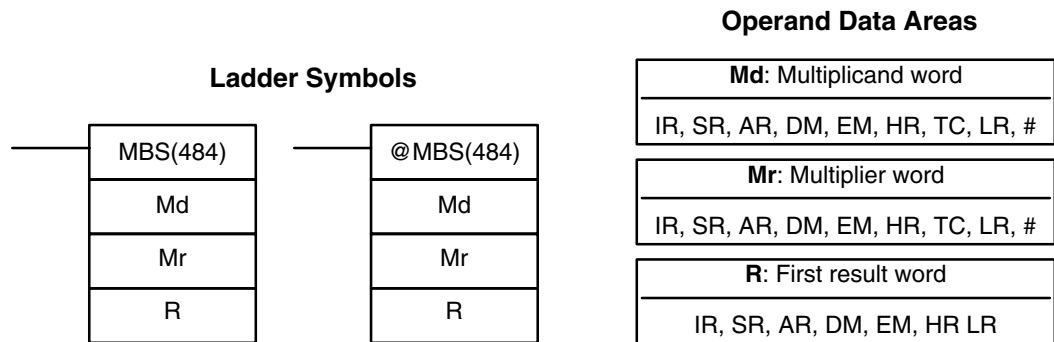 Ladder Symbols
MBS(484)
Md
Mr
R
@MBS(484)
Md
Mr
R
Operand Data Areas
Md: Multiplicand word
IR, SR, AR, DM, EM, HR, TC, LR, #
Mr: Multiplier word
IR, SR, AR, DM, EM, HR, TC, LR, #
R: First result word
IR, SR, AR, DM, EM, HR LR